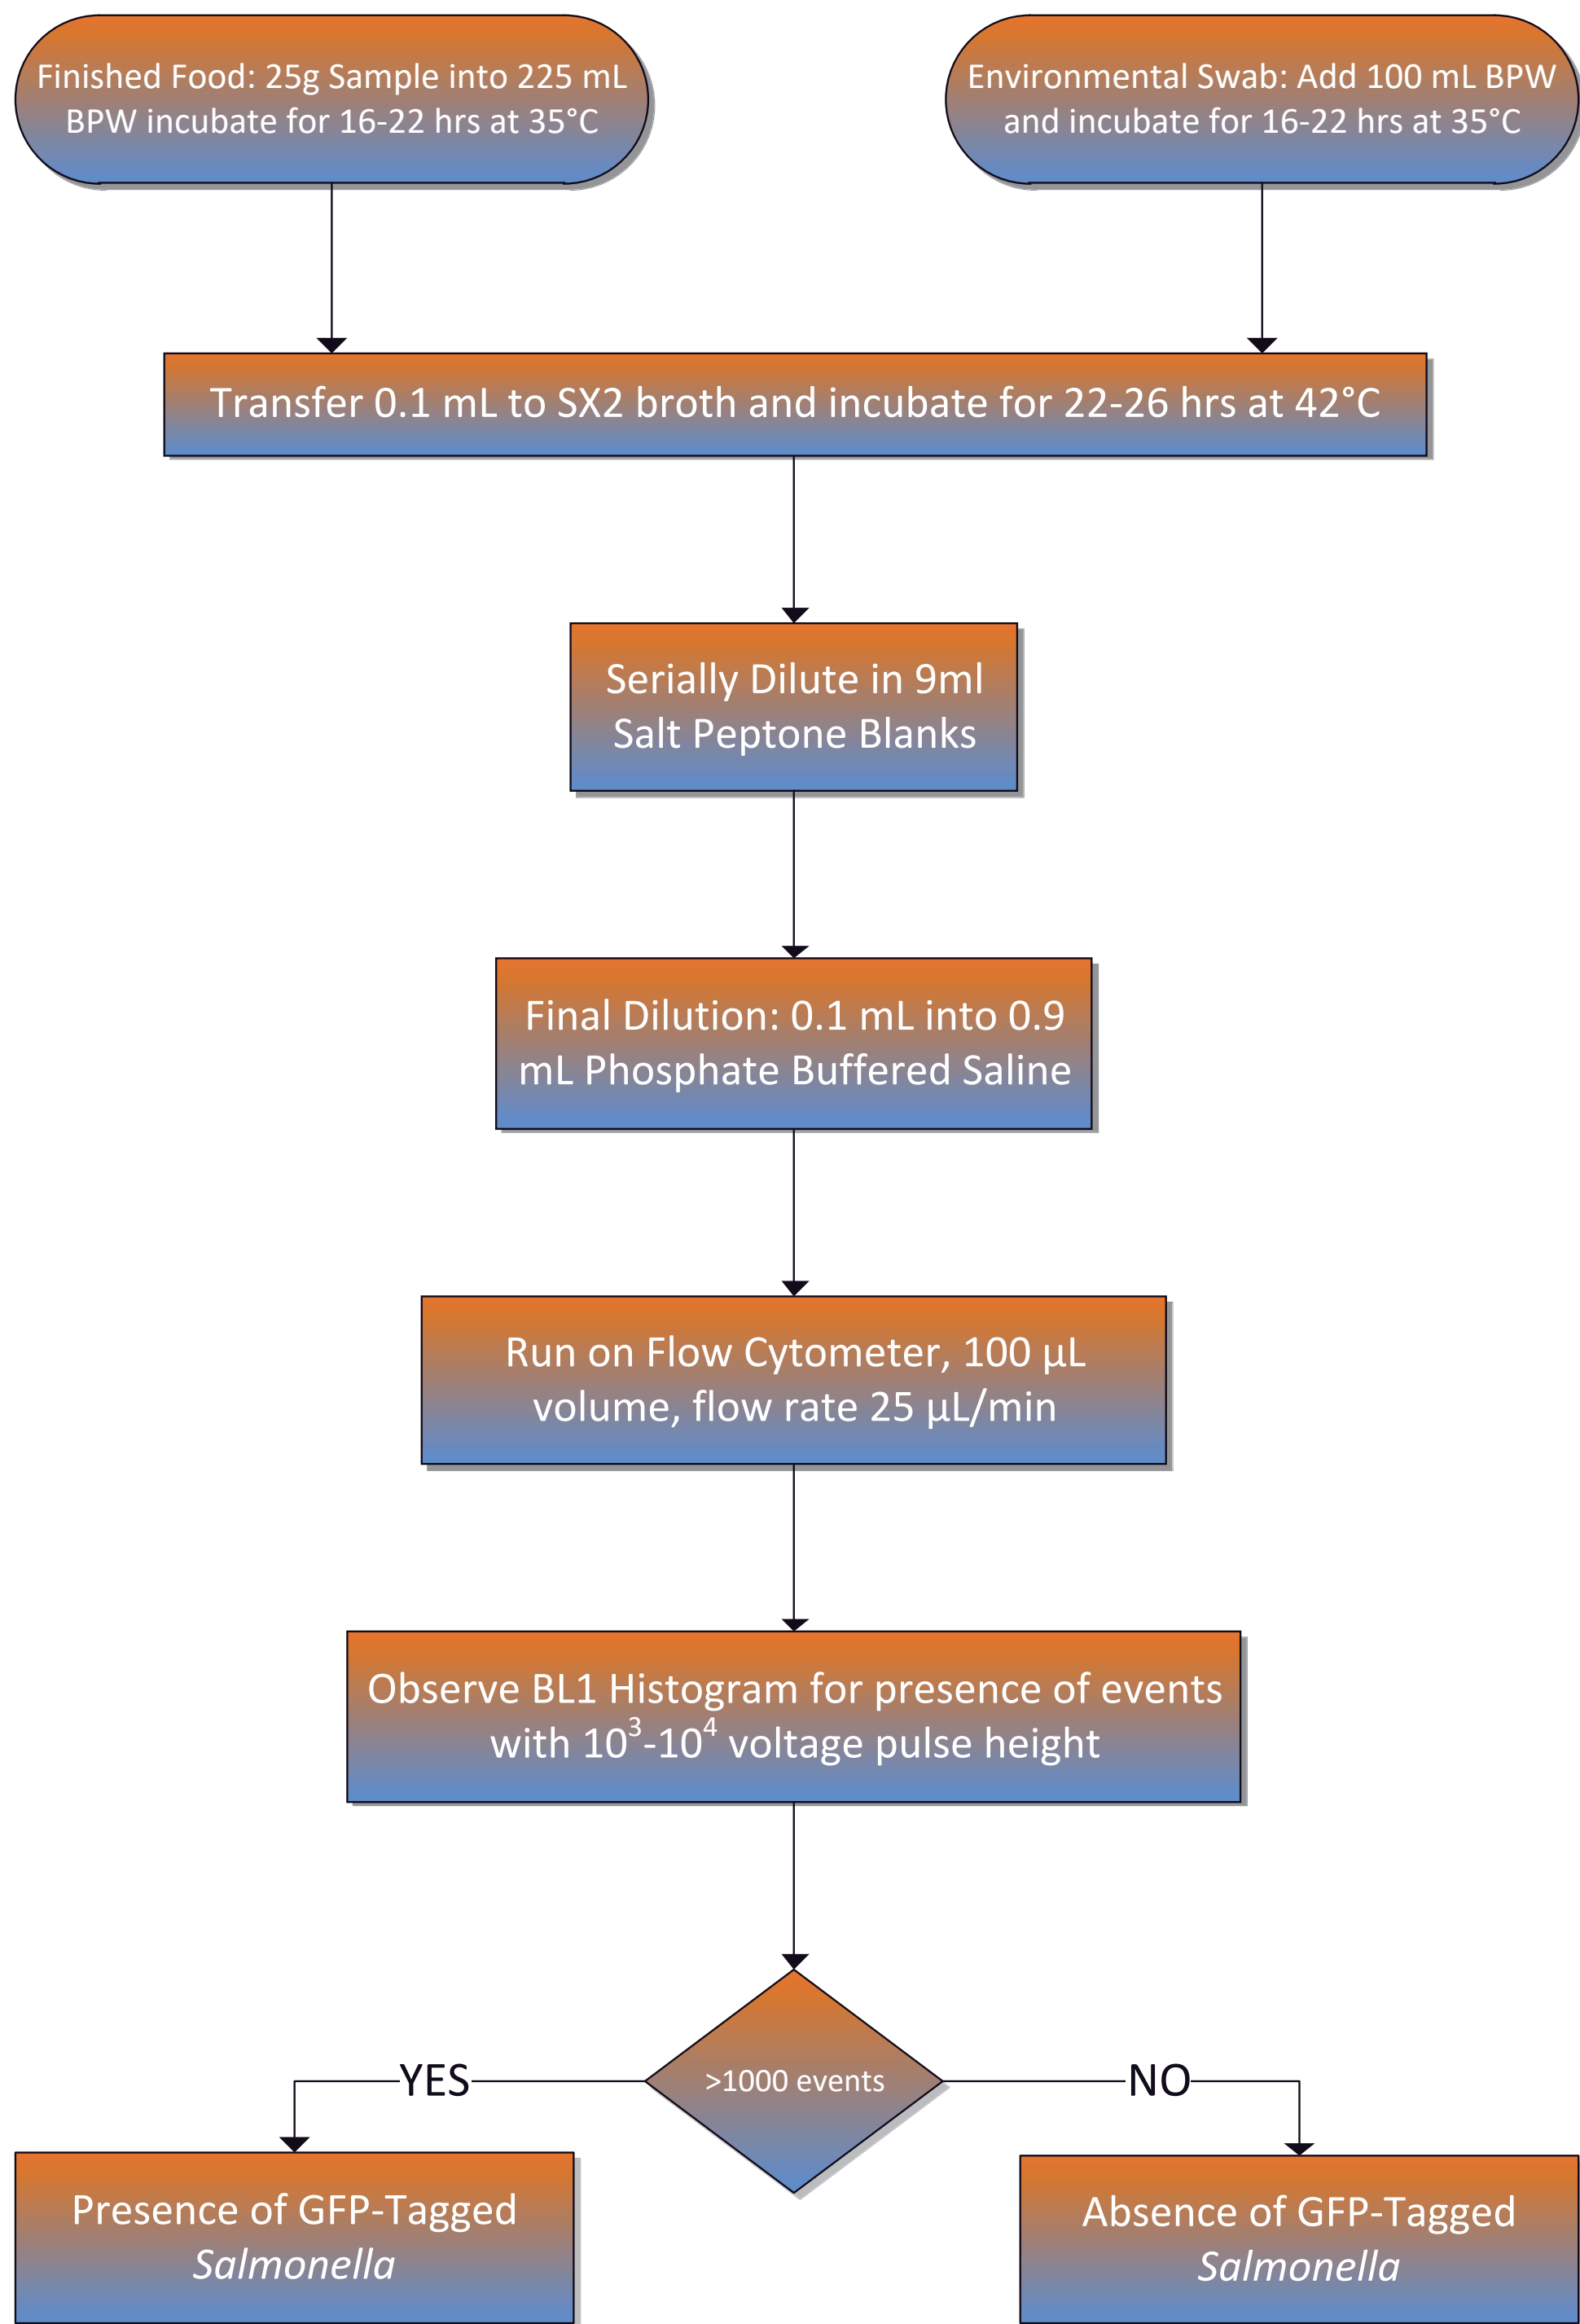 Finished Food: 25g Sample into 225 mL
BPW incubate for 16-22 hrs at 35°C
Environmental Swab: Add 100 mL BPW
and incubate for 16-22 hrs at 35°C
Transfer 0.1 mL to SX2 broth and incubate for 22-26 hrs at 42°C
Serially Dilute in 9ml
Salt Peptone Blanks
Final Dilution: 0.1 mL into 0.9
mL Phosphate Buffered Saline
Run on Flow Cytometer, 100 µL
volume, flow rate 25 µL/min
Observe BL1 Histogram for presence of events
with 10³-10⁴ voltage pulse height
>1000 events
YES
NO
Presence of GFP-Tagged
Salmonella
Absence of GFP-Tagged
Salmonella